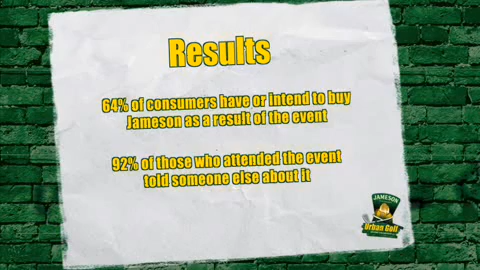 Results
64% of consumers have or intend to buy
Jameson as a result of the event
92% of those who attended the event
told someone else about it
JAMESON
Urban Golf